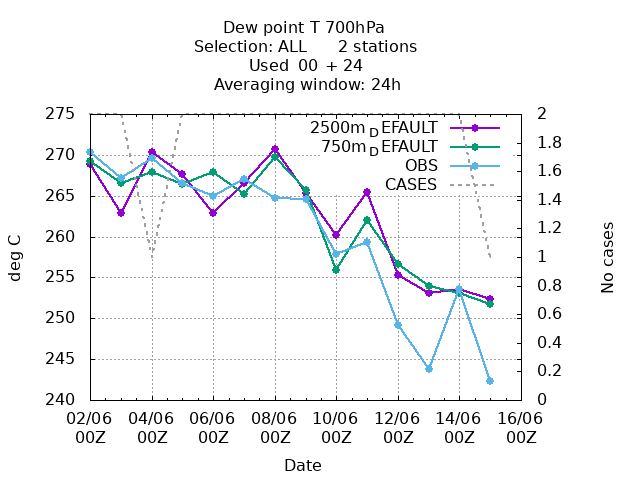 Dew point T 700hPa
Selection: ALL      2 stations
Used  00  + 24
Averaging window: 24h
275
270
265
260
255
250
245
240
deg C
2
1.8
1.6
1.4
1.2
1
0.8
0.6
0.4
0.2
0
No cases
2500m_DEFAULT
750m_DEFAULT
OBS
CASES
02/06 04/06 06/06 08/06 10/06 12/06 14/06 16/06
00Z 00Z 00Z 00Z 00Z 00Z 00Z 00Z
Date